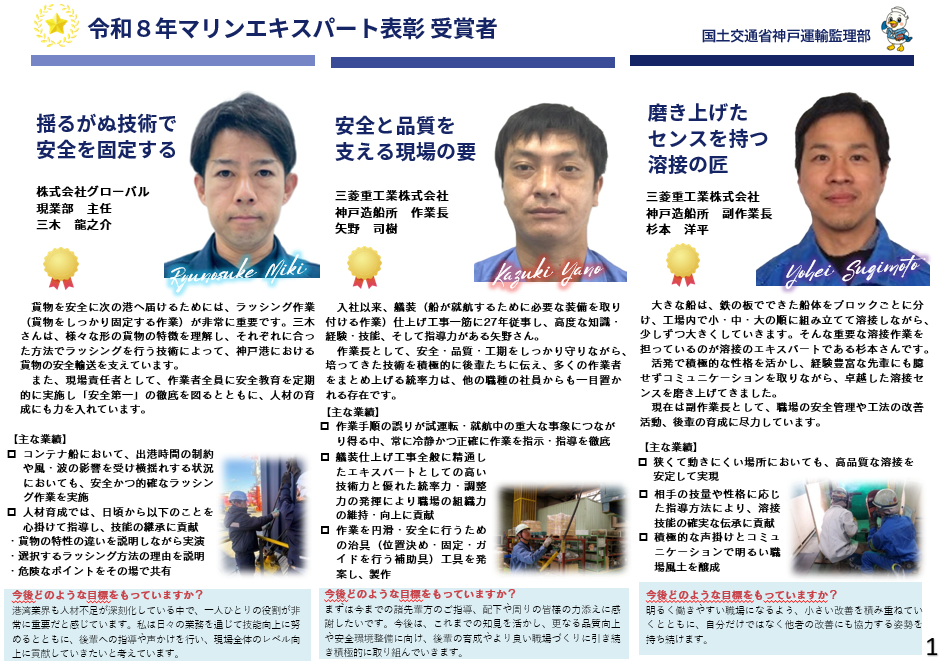 令和８年マリンエキスパート表彰 受賞者
国土交通省神戸運輸監理部
揺るがぬ技術で
安全を固定する
株式会社グローバル
現業部　主任
三木　龍之介
Ryunosuke Miki
貨物を安全に次の港へ届けるためには、ラッシング作業
（貨物をしっかり固定する作業）が非常に重要です。三木
さんは、様々な形の貨物の特徴を理解し、それぞれに合っ
た方法でラッシングを行う技術によって、神戸港における
貨物の安全輸送を支えています。
また、現場責任者として、作業者全員に安全教育を定期
的に実施し「安全第一」の徹底を図るとともに、人材の育
成にも力を入れています。
【主な業績】
□ コンテナ船において、出港時間の制約
や風・波の影響を受け横揺れする状況
においても、安全かつ的確なラッシン
グ作業を実施
□ 人材育成では、日頃から以下のことを
心掛けて指導し、技能の継承に貢献
・貨物の特性の違いを説明しながら実演
・選択するラッシング方法の理由を説明
・危険なポイントをその場で共有
今後どのような目標をもっていますか？
港湾業界も人材不足が深刻化している中で、一人ひとりの役割が非
常に重要だと感じています。私は日々の業務を通じて技能向上に努
めるとともに、後輩への指導や声かけを行い、現場全体のレベル向
上に貢献していきたいと考えています。
安全と品質を
支える現場の要
三菱重工業株式会社
神戸造船所　作業長
矢野　司樹
Kazuki Yano
入社以来、艤装（船が就航するために必要な装備を取り
付ける作業）仕上げ工事一筋に27年従事し、高度な知識・
経験・技能、そして指導力がある矢野さん。
作業長として、安全・品質・工期をしっかり守りながら、
培ってきた技術を積極的に後輩たちに伝え、多くの作業者
をまとめ上げる統率力は、他の職種の社員からも一目置か
れる存在です。
【主な業績】
□ 作業手順の誤りが試運転・就航中の重大な事象につなが
り得る中、常に冷静かつ正確に作業を指示・指導を徹底
□ 艤装仕上げ工事全般に精通し
たエキスパートとしての高い
技術力と優れた統率力・調整
力の発揮により職場の組織力
の維持・向上に貢献
□ 作業を円滑・安全に行うため
の治具（位置決め・固定・ガ
イドを行う補助具）工具を発
案し、製作
今後どのような目標をもっていますか？
まずは今までの諸先輩方のご指導、配下や周りの皆様の力添えに感
謝したいです。今後は、これまでの知見を活かし、更なる品質向上
や安全環境整備に向け、後輩の育成やより良い職場づくりに引き続
き積極的に取り組んでいきます。
磨き上げた
センスを持つ
溶接の匠
三菱重工業株式会社
神戸造船所　副作業長
杉本　洋平
Yohei Sugimoto
大きな船は、鉄の板でできた船体をブロックごとに分
け、工場内で小・中・大の順に組み立てて溶接しながら、
少しずつ大きくしていきます。そんな重要な溶接作業を
担っているのが溶接のエキスパートである杉本さんです。
活発で積極的な性格を活かし、経験豊富な先輩にも臆
せずコミュニケーションを取りながら、卓越した溶接セ
ンスを磨き上げてきました。
現在は副作業長として、職場の安全管理や工法の改善
活動、後輩の育成に尽力しています。
【主な業績】
□ 狭くて動きにくい場所においても、高品質な溶接を
安定して実現
□ 相手の技量や性格に応じ
た指導方法により、溶接
技能の確実な伝承に貢献
□ 積極的な声掛けとコミュ
ニケーションで明るい職
場風土を醸成
今後どのような目標をもっていますか？
明るく働きやすい職場になるよう、小さい改善を積み重ねてい
くとともに、自分だけではなく他者の改善にも協力する姿勢を
持ち続けます。
1